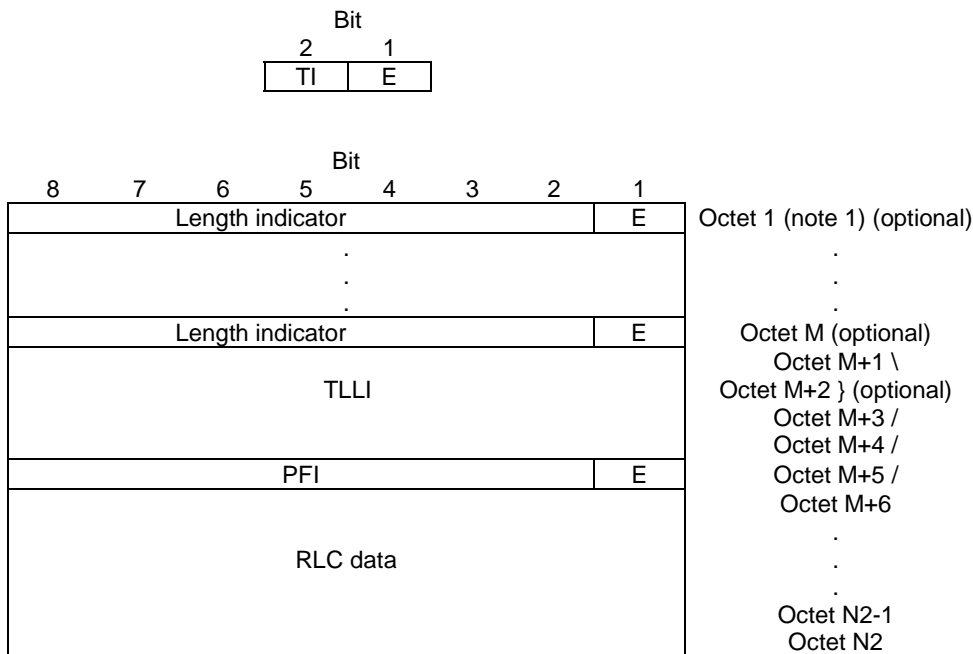 Bit
2 1
TI E
Bit
8 7 6 5 4 3 2 1
Length indicator E Octet 1 (note 1) (optional)
. .
. .
. .
Length indicator E Octet M (optional)
Octet M+1 \
TLLI Octet M+2 } (optional)
Octet M+3 /
Octet M+4 /
PFI E Octet M+5 /
Octet M+6
.
RLC data .
.
Octet N2-1
Octet N2